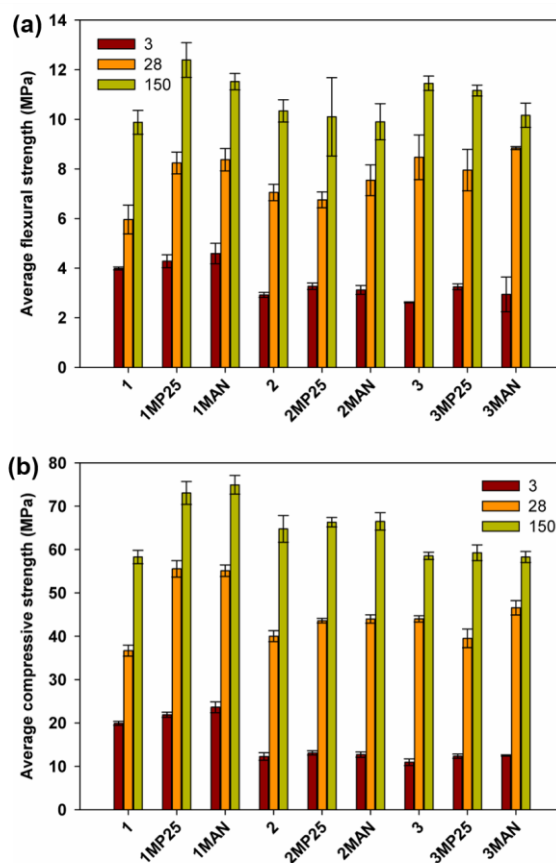 (a)
14
12
10
8
6
4
2
0
Average flexural strength (MPa)
3
28
150
1
1MP25
1MAN
2
2MP25
2MAN
3
3MP25
3MAN
(b)
80
70
60
50
40
30
20
10
0
Average compressive strength (MPa)
3
28
150
1
1MP25
1MAN
2
2MP25
2MAN
3
3MP25
3MAN